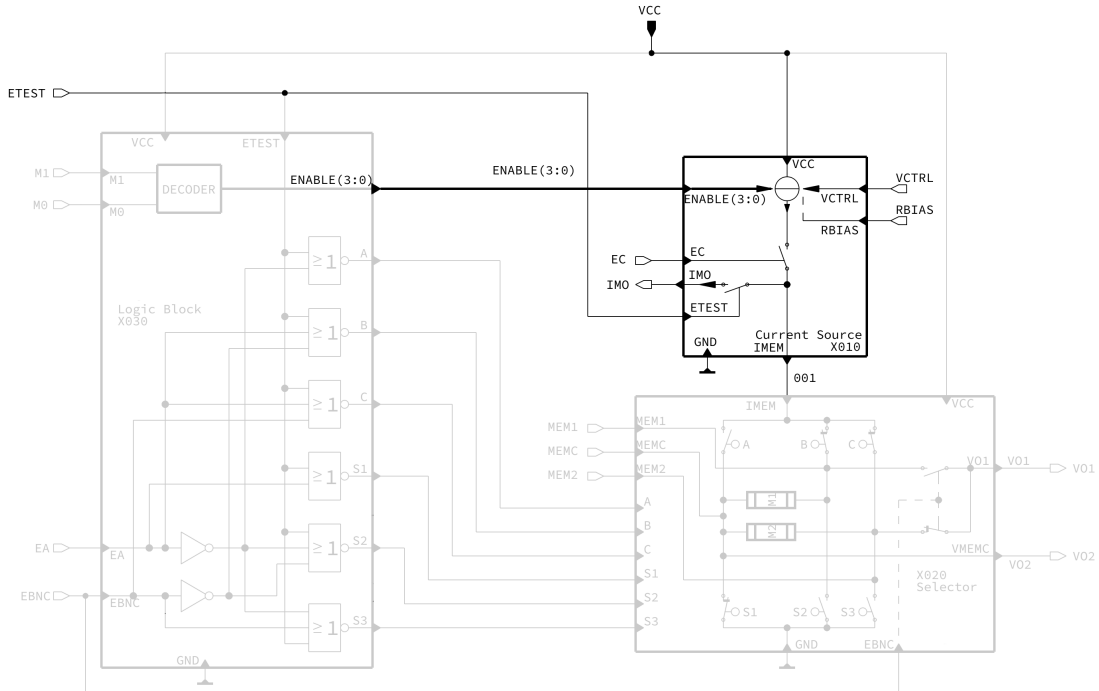 VCC
ETEST
VCC
ETEST
VCC
M1
M1
DECODER
ENABLE(3:0)
ENABLE(3:0)
ENABLE(3:0)
VCTRL
VCTRL
M0
M0
RBIAS
RBIAS
A
EC
EC
IMO
IMO
≥1
Logic Block
X030
ETEST
B
≥1
Current Source
X010
GND
IMEM
001
C
≥1
IMEM
VCC
MEM1
MEM1
MEMC
MEMC
MEM2
MEM2
A
B
C
VO1
VO1
VO1
S1
≥1
M1
A
M2
B
S2
≥1
EA
EA
C
VMEMC
VO2
VO2
S1
X020
Selector
EBNC
EBNC
S2
S1
S2
S3
S3
≥1
S3
GND
EBNC
GND